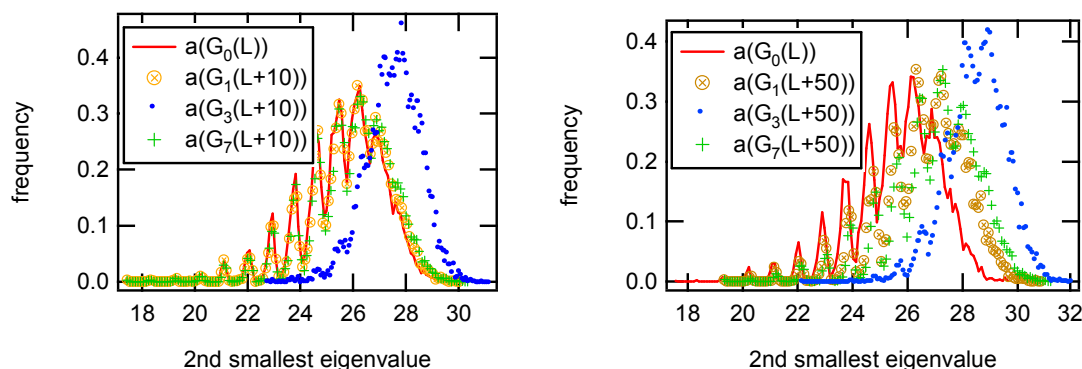 0.4
0.3
0.2
0.1
0.0
frequency
a(G₀(L))
a(G₁(L+10))
a(G₃(L+10))
a(G₇(L+10))
18 20 22 24 26 28 30
2nd smallest eigenvalue
0.4
0.3
0.2
0.1
0.0
frequency
a(G₀(L))
a(G₁(L+50))
a(G₃(L+50))
a(G₇(L+50))
18 20 22 24 26 28 30 32
2nd smallest eigenvalue